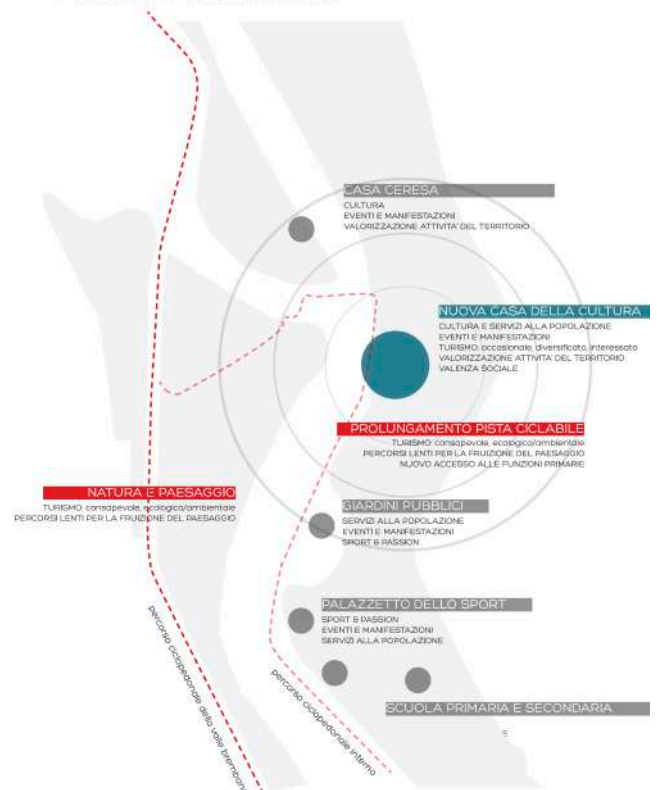 CASA CERESA
CULTURA
EVENTI E MANIFESTAZIONI
VALORIZZAZIONE ATTIVITA' DEL TERRITORIO
NUOVA CASA DELLA CULTURA
CULTURA E SERVIZI ALLA POPOLAZIONE
EVENTI E MANIFESTAZIONI
TURISMO: occasionale, diversificato, interessato
VALORIZZAZIONE ATTIVITA' DEL TERRITORIO
VALENZA SOCIALE
PROLUNGAMENTO PISTA CICLABILE
TURISMO: consapevole, ecologico/ambientale
PERCORSI LENTI PER LA FRUIZIONE DEL PAESAGGIO
NUOVO ACCESSO ALLE FUNZIONI PRIMARIE
NATURA E PAESAGGIO
TURISMO: consapevole, ecologico/ambientale
PERCORSI LENTI PER LA FRUIZIONE DEL PAESAGGIO
GIARDINI PUBBLICI
SERVIZI ALLA POPOLAZIONE
EVENTI E MANIFESTAZIONI
SPORT & PASSION
PALAZZETTO DELLO SPORT
SPORT & PASSION
EVENTI E MANIFESTAZIONI
SERVIZI ALLA POPOLAZIONE
percorso ciclopedonale della valle brembana
percorso ciclopedonale interno
SCUOLA PRIMARIA E SECONDARIA